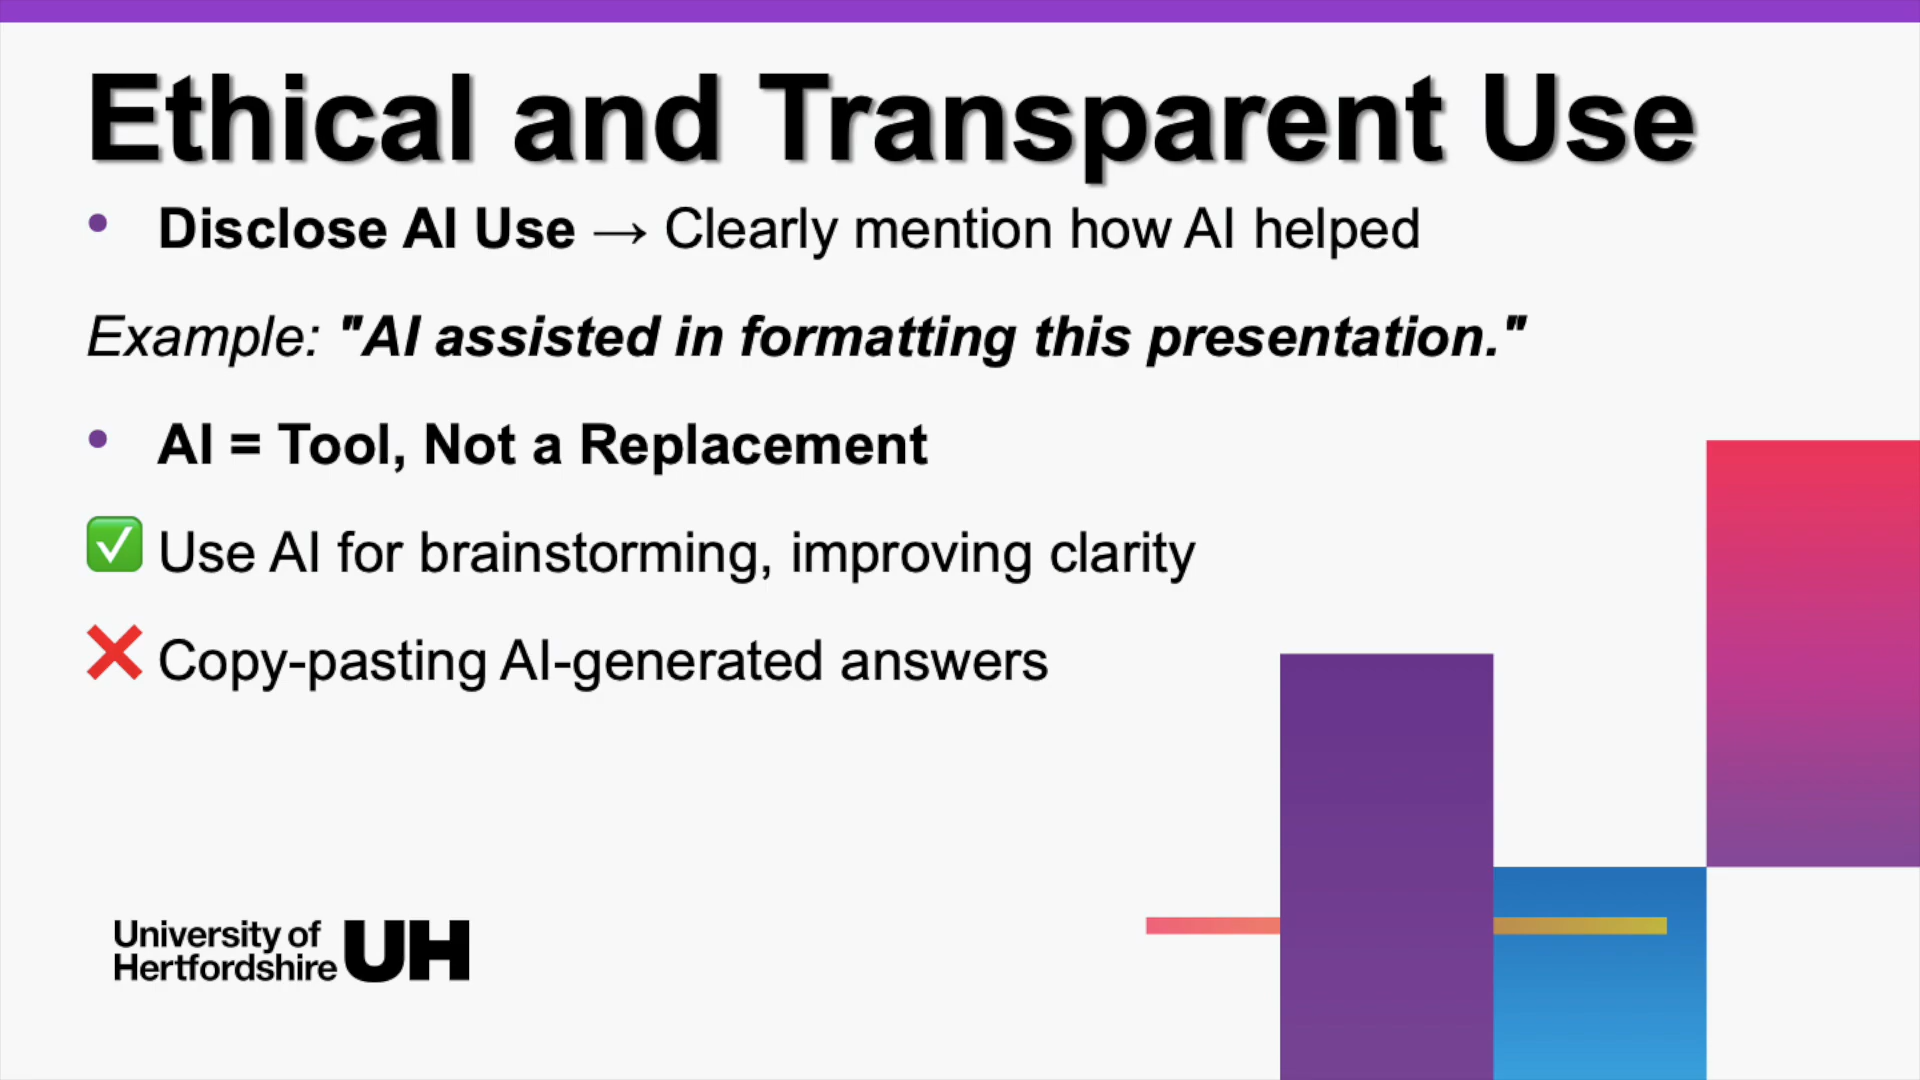 Ethical and Transparent Use
• Disclose AI Use → Clearly mention how AI helped
Example: "AI assisted in formatting this presentation."
• AI = Tool, Not a Replacement
✅ Use AI for brainstorming, improving clarity
❌ Copy-pasting AI-generated answers
University of
Hertfordshire UH